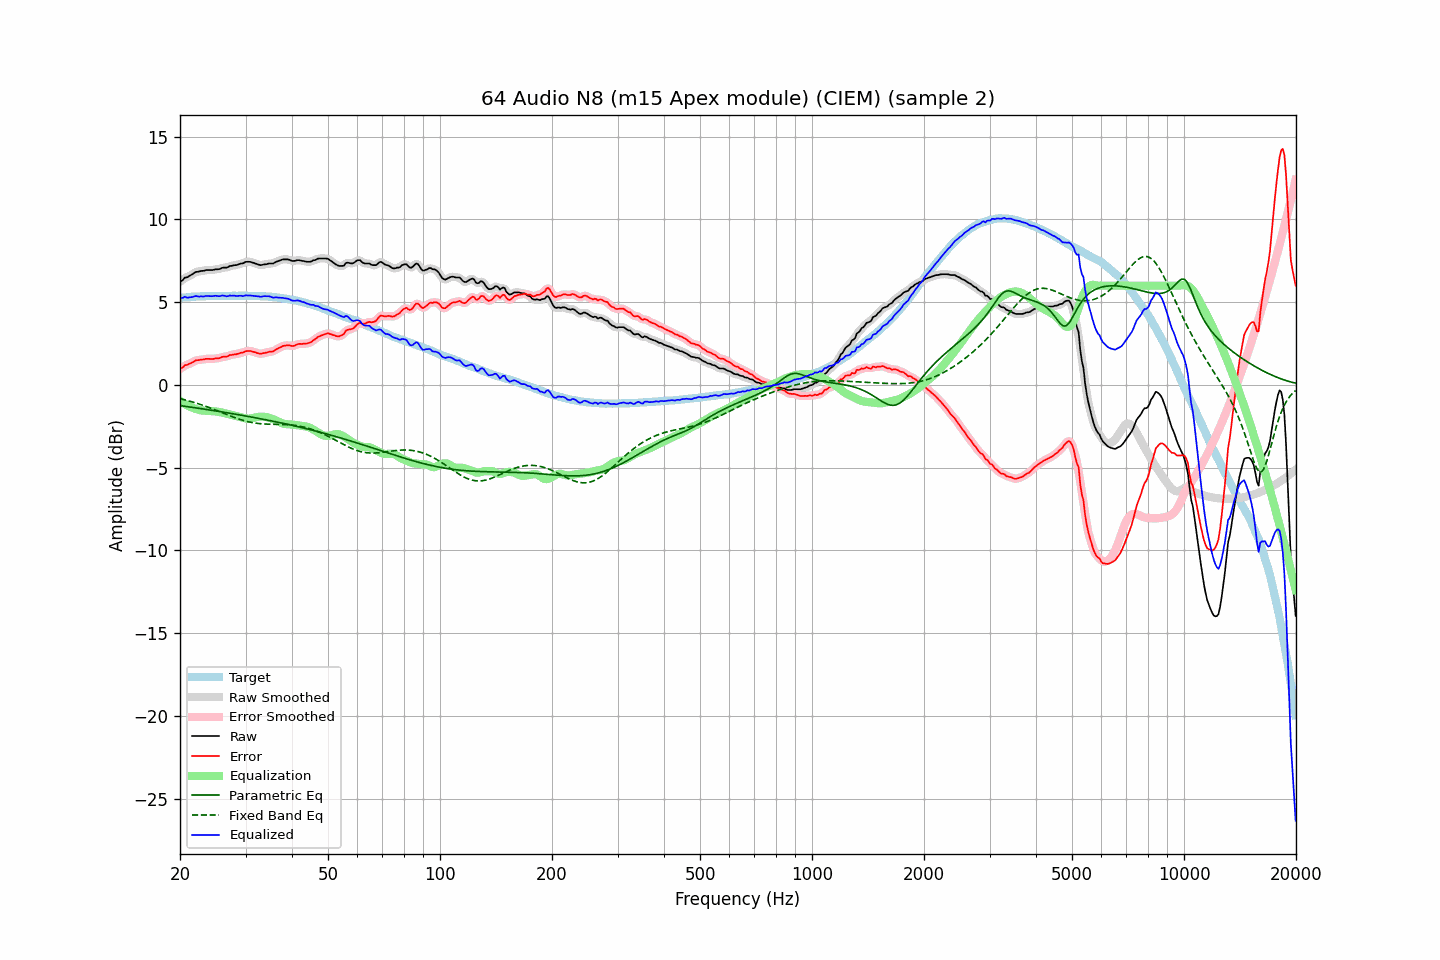 64 Audio N8 (m15 Apex module) (CIEM) (sample 2)
15
10
5
0
−5
−10
−15
−20
−25
Amplitude (dBr)
Target
Raw Smoothed
Error Smoothed
Raw
Error
Equalization
Parametric Eq
Fixed Band Eq
Equalized
20 50 100 200 500 1000 2000 5000 10000 20000
Frequency (Hz)